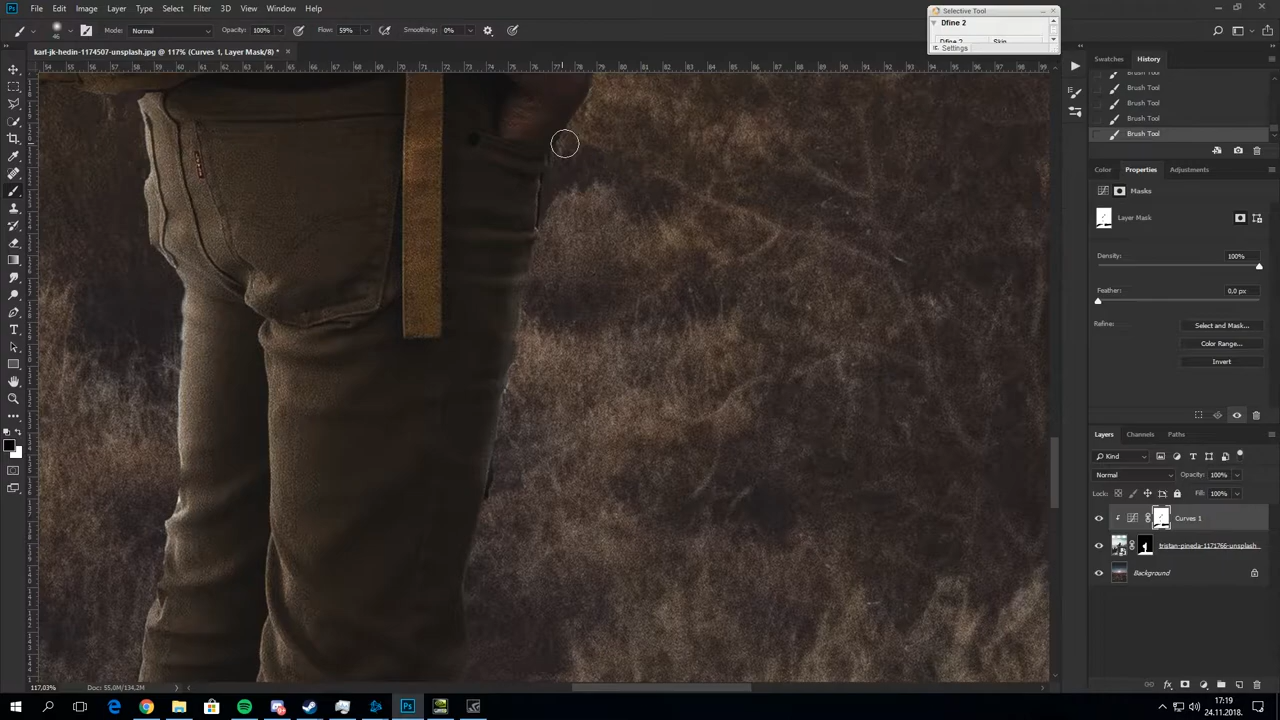 File Edit Image Layer Type Select Filter 3D View Window Help
Selective Tool
Dfine 2
Dfine 2 Skin
Settings
Mode: Normal Opacity: 100% Flow: 59% Smoothing: 0%
karl-jk-hedin-1174507-unsplash.jpg @ 117% (Curves 1, Layer Mask/8) *
Swatches History
Brush Tool
Brush Tool
Brush Tool
Brush Tool
Brush Tool
Color Properties Adjustments
Masks
Layer Mask
Density: 100%
Feather: 0,0 px
Refine: Select and Mask...
Color Range...
Invert
Layers Channels Paths
Kind
Normal Opacity: 100%
Lock: Fill: 100%
Curves 1
tristan-pineda-1171766-unsplash
Background
117,03% Doc: 55,0M/134,2M
17:19
24.11.2018.